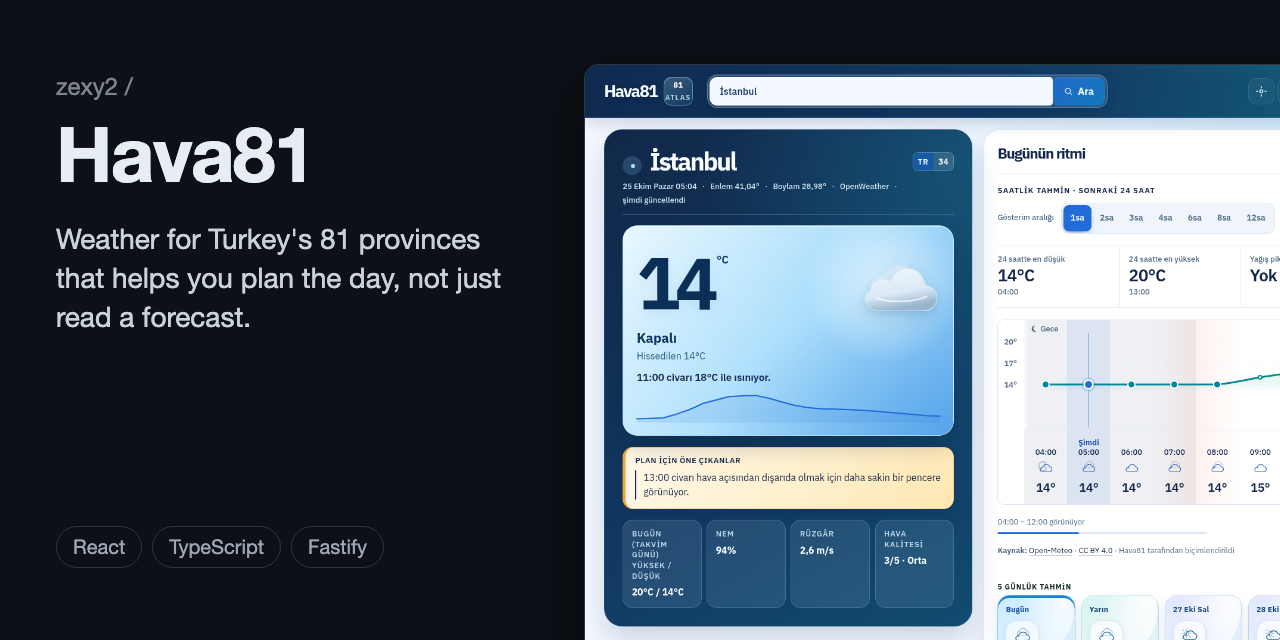 zexy2 /
Hava81
Weather for Turkey's 81 provinces
that helps you plan the day, not just
read a forecast.
React
TypeScript
Fastify
Hava81
81
ATLAS
İstanbul
Ara
İstanbul
TR 34
25 Ekim Pazar 05:04 · Enlem 41,04° · Boylam 28,98° · OpenWeather ·
şimdi güncellendi
14 °C
Kapalı
Hissedilen 14°C
11:00 civarı 18°C ile ısınıyor.
PLAN İÇİN ÖNE ÇIKANLAR
13:00 civarı hava açısından dışarıda olmak için daha sakin bir pencere
görünüyor.
BUGÜN
(TAKVİM
GÜNÜ)
YÜKSEK /
DÜŞÜK
20°C / 14°C
NEM
94%
RÜZGÂR
2,6 m/s
HAVA
KALİTESİ
3/5 · Orta
Bugünün ritmi
SAATLİK TAHMİN · SONRAKİ 24 SAAT
Gösterim aralığı 1sa 2sa 3sa 4sa 6sa 8sa 12sa
24 saatte en düşük
14°C
04:00
24 saatte en yüksek
20°C
13:00
Yağış pik
Yok
Gece
20°
17°
14°
Şimdi
04:00 05:00 06:00 07:00 08:00 09:00
14° 14° 14° 14° 14° 15°
04:00 – 12:00 görünüyor
Kaynak: Open-Meteo · CC BY 4.0 · Hava81 tarafından biçimlendirildi
5 GÜNLÜK TAHMİN
Bugün Yarın 27 Eki Sal 28 Eki